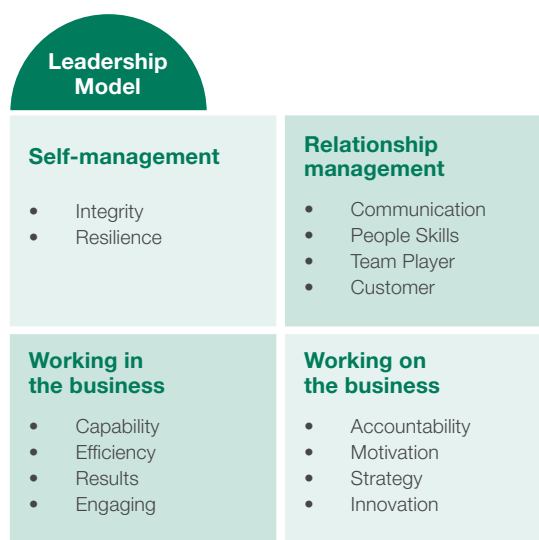 Leadership
Model
Self-management
• Integrity
• Resilience
Relationship
management
• Communication
• People Skills
• Team Player
• Customer
Working in
the business
• Capability
• Efficiency
• Results
• Engaging
Working on
the business
• Accountability
• Motivation
• Strategy
• Innovation